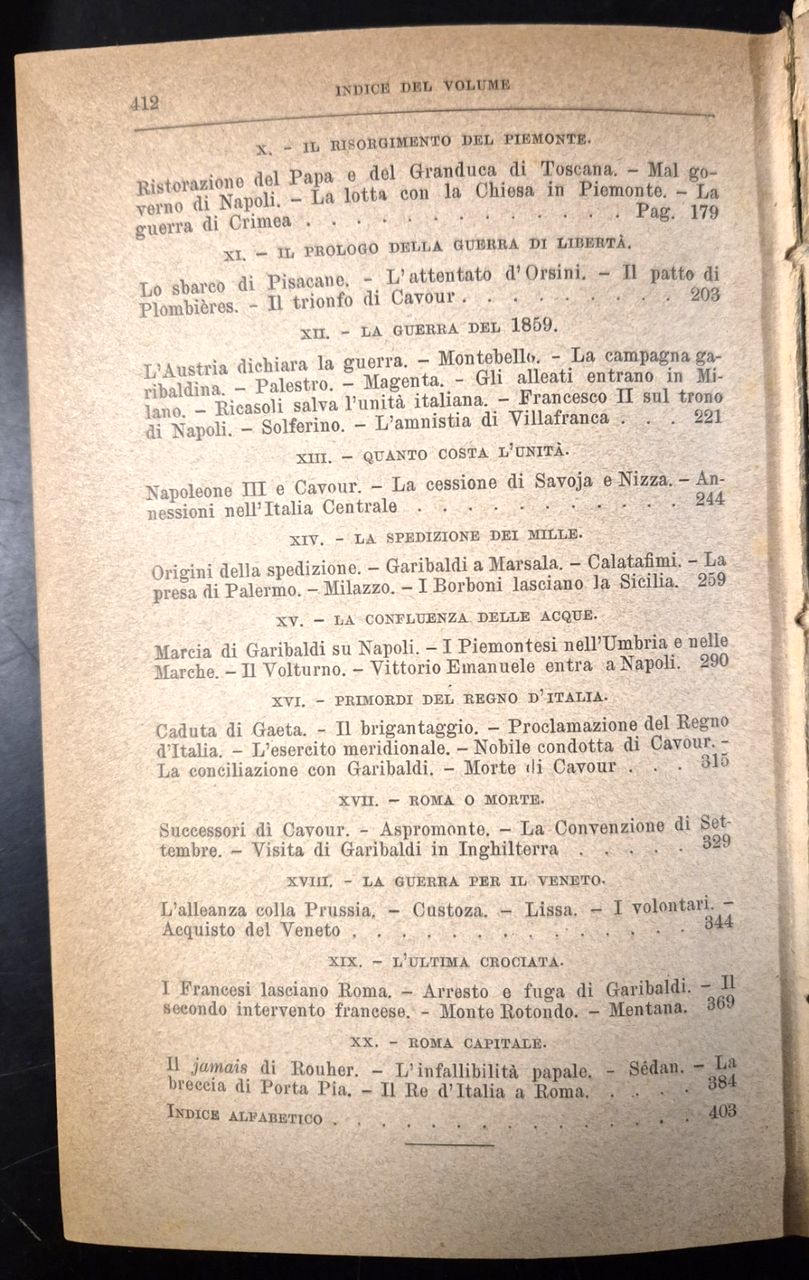 412
INDICE DEL VOLUME
X. - IL RISORGIMENTO DEL PIEMONTE.
Ristorazione del Papa e del Granduca di Toscana. - Mal go-
verno di Napoli. - La lotta con la Chiesa in Piemonte. - La
guerra di Crimea . . . . . . . . . . . . . Pag. 179
XI. - IL PROLOGO DELLA GUERRA DI LIBERTÀ.
Lo sbarco di Pisacane. - L'attentato d'Orsini. - Il patto di
Plombières. - Il trionfo di Cavour . . . . . . . . . 203
XII. - LA GUERRA DEL 1859.
L'Austria dichiara la guerra. - Montebello. - La campagna ga-
ribaldina. - Palestro. - Magenta. - Gli alleati entrano in Mi-
lano. - Ricasoli salva l'unità italiana. - Francesco II sul trono
di Napoli. - Solferino. - L'amnistia di Villafranca . . . 221
XIII. - QUANTO COSTA L'UNITÀ.
Napoleone III e Cavour. - La cessione di Savoja e Nizza. - An-
nessioni nell'Italia Centrale . . . . . . . . . . . 244
XIV. - LA SPEDIZIONE DEI MILLE.
Origini della spedizione. - Garibaldi a Marsala. - Calatafimi. - La
presa di Palermo. - Milazzo. - I Borboni lasciano la Sicilia. 259
XV. - LA CONFLUENZA DELLE ACQUE.
Marcia di Garibaldi su Napoli. - I Piemontesi nell'Umbria e nelle
Marche. - Il Volturno. - Vittorio Emanuele entra a Napoli. 290
XVI. - PRIMORDI DEL REGNO D'ITALIA.
Caduta di Gaeta. - Il brigantaggio. - Proclamazione del Regno
d'Italia. - L'esercito meridionale. - Nobile condotta di Cavour. -
La conciliazione con Garibaldi. - Morte di Cavour . . . 315
XVII. - ROMA O MORTE.
Successori di Cavour. - Aspromonte. - La Convenzione di Set-
tembre. - Visita di Garibaldi in Inghilterra . . . . . 329
XVIII. - LA GUERRA PER IL VENETO.
L'alleanza colla Prussia. - Custoza. - Lissa. - I volontari. -
Acquisto del Veneto . . . . . . . . . . . . . . 344
XIX. - L'ULTIMA CROCIATA.
I Francesi lasciano Roma. - Arresto e fuga di Garibaldi. - Il
secondo intervento francese. - Monte Rotondo. - Mentana. 369
XX. - ROMA CAPITALE.
Il jamais di Rouher. - L'infallibilità papale. - Sédan. - La
breccia di Porta Pia. - Il Re d'Italia a Roma. . . . . 384
INDICE ALFABETICO . . . . . . . . . . . . . . . 403